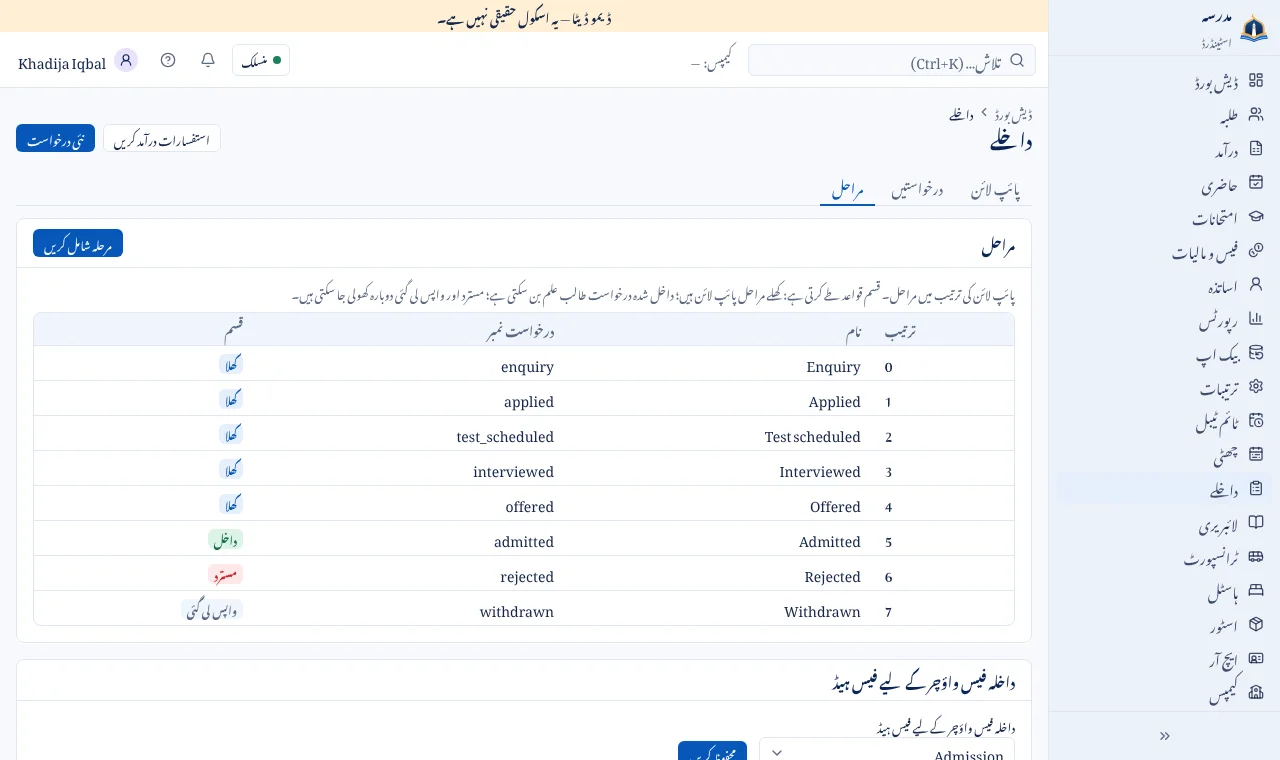 ڈیمو ڈیٹا — یہ اسکول حقیقی نہیں ہے۔
مدرسہ
اسٹینڈرڈ
ڈیش بورڈ
طلبہ
درآمد
حاضری
امتحانات
فیس و مالیات
اساتذہ
رپورٹس
بیک اپ
ترتیبات
ٹائم ٹیبل
چھٹی
داخلے
لائبریری
ٹرانسپورٹ
ہاسٹل
اسٹور
ایچ آر
کیمپس
تلاش… (Ctrl+K)
کیمپس: —
منسلک
Khadija Iqbal
ڈیش بورڈ
داخلے
داخلے
استفسارات درآمد کریں
نئی درخواست
پائپ لائن
درخواستیں
مراحل
مراحل
مرحلہ شامل کریں
پائپ لائن کی ترتیب میں مراحل۔ قسم قواعد طے کرتی ہے: کھلے مراحل پائپ لائن ہیں؛ داخل شدہ درخواست طالب علم بن سکتی ہے؛ مسترد اور واپس لی گئی دوبارہ کھولی جا سکتی ہیں۔
ترتیب نام درخواست نمبر قسم
0 Enquiry enquiry کھلا
1 Applied applied کھلا
2 Test scheduled test_scheduled کھلا
3 Interviewed interviewed کھلا
4 Offered offered کھلا
5 Admitted admitted داخل
6 Rejected rejected مسترد
7 Withdrawn withdrawn واپس لی گئی
داخلہ فیس واؤچر کے لیے فیس ہیڈ
داخلہ فیس واؤچر کے لیے فیس ہیڈ
Admission
محفوظ کریں